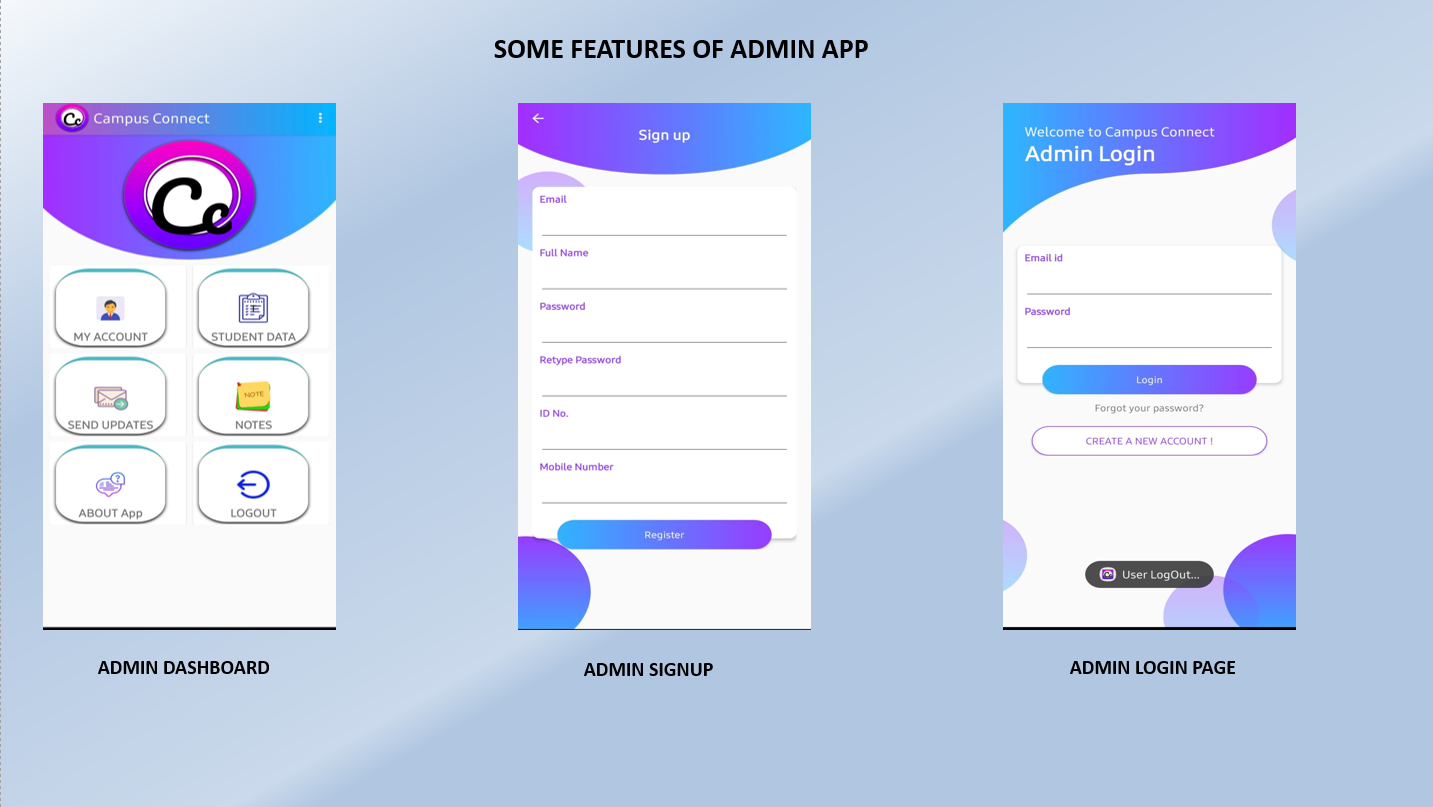 SOME FEATURES OF ADMIN APP
Cc Campus Connect
Cc
MY ACCOUNT
STUDENT DATA
SEND UPDATES
NOTE
NOTES
ABOUT App
LOGOUT
ADMIN DASHBOARD
Sign up
Email
Full Name
Password
Retype Password
ID No.
Mobile Number
Register
ADMIN SIGNUP
Welcome to Campus Connect
Admin Login
Email id
Password
Login
Forgot your password?
CREATE A NEW ACCOUNT !
User LogOut...
ADMIN LOGIN PAGE